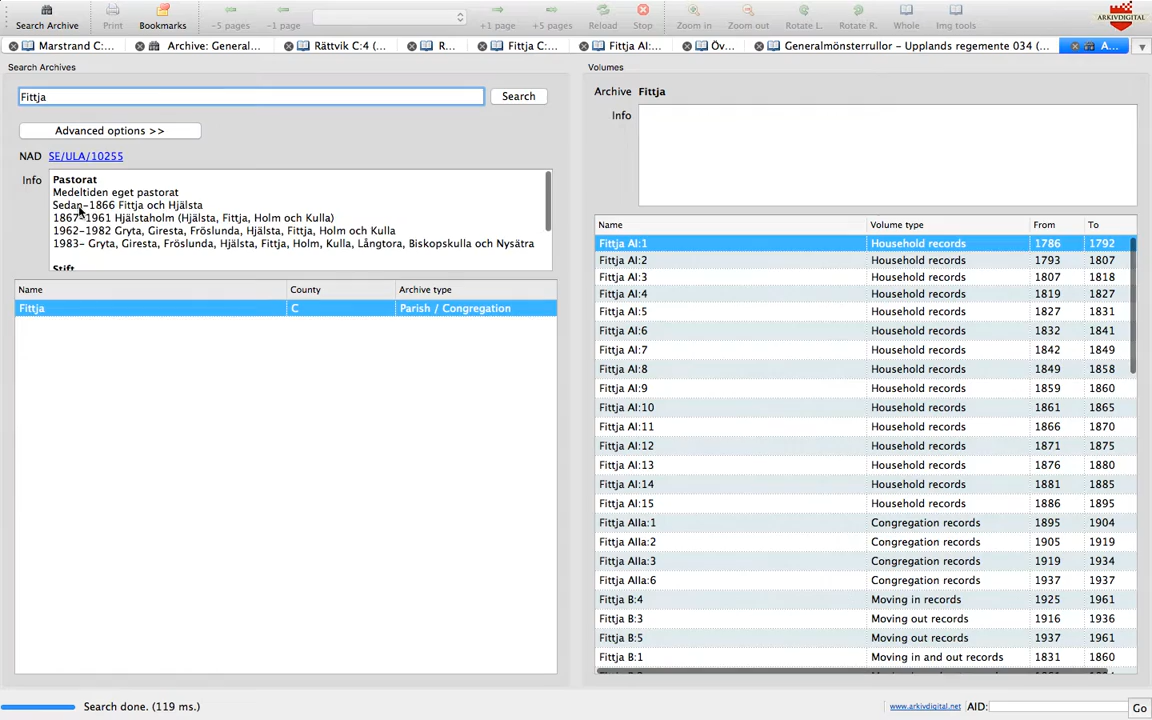 Search Archive
Print
Bookmarks
-5 pages
-1 page
+1 page
+5 pages
Reload
Stop
Zoom in
Zoom out
Rotate L.
Rotate R.
Whole
Img tools
ARKIVDIGITAL
Marstrand C:...
Archive: General...
Rättvik C:4 (...
R...
Fittja C:...
Fittja AI:...
Öv...
Generalmönsterrullor - Upplands regemente 034 (...
A...
Search Archives
Fittja
Search
Advanced options >>
NAD SE/ULA/10255
Info
Pastorat
Medeltiden eget pastorat
Sedan-1866 Fittja och Hjälsta
1867-1961 Hjälstaholm (Hjälsta, Fittja, Holm och Kulla)
1962-1982 Gryta, Giresta, Fröslunda, Hjälsta, Fittja, Holm och Kulla
1983- Gryta, Giresta, Fröslunda, Hjälsta, Fittja, Holm, Kulla, Långtora, Biskopskulla och Nysätra
Stift
Name County Archive type
Fittja C Parish / Congregation
Volumes
Archive Fittja
Info
Name Volume type From To
Fittja AI:1 Household records 1786 1792
Fittja AI:2 Household records 1793 1807
Fittja AI:3 Household records 1807 1818
Fittja AI:4 Household records 1819 1827
Fittja AI:5 Household records 1827 1831
Fittja AI:6 Household records 1832 1841
Fittja AI:7 Household records 1842 1849
Fittja AI:8 Household records 1849 1858
Fittja AI:9 Household records 1859 1860
Fittja AI:10 Household records 1861 1865
Fittja AI:11 Household records 1866 1870
Fittja AI:12 Household records 1871 1875
Fittja AI:13 Household records 1876 1880
Fittja AI:14 Household records 1881 1885
Fittja AI:15 Household records 1886 1895
Fittja AIIa:1 Congregation records 1895 1904
Fittja AIIa:2 Congregation records 1905 1919
Fittja AIIa:3 Congregation records 1919 1934
Fittja AIIa:6 Congregation records 1937 1937
Fittja B:4 Moving in records 1925 1961
Fittja B:3 Moving out records 1916 1936
Fittja B:5 Moving out records 1937 1961
Fittja B:1 Moving in and out records 1831 1860
Search done. (119 ms.)
www.arkivdigital.net AID:
Go